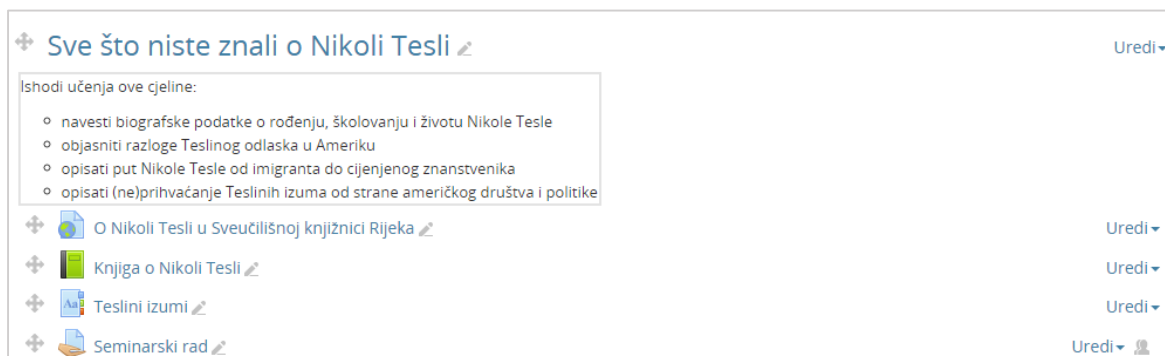 Sve što niste znali o Nikoli Tesli Uredi
Ishodi učenja ove cjeline:
navesti biografske podatke o rođenju, školovanju i životu Nikole Tesle
objasniti razloge Teslinog odlaska u Ameriku
opisati put Nikole Tesle od imigranta do cijenjenog znanstvenika
opisati (ne)prihvaćanje Teslinih izuma od strane američkog društva i politike
O Nikoli Tesli u Sveučilišnoj knjižnici Rijeka Uredi
Knjiga o Nikoli Tesli Uredi
Aa Teslini izumi Uredi
Seminarski rad Uredi